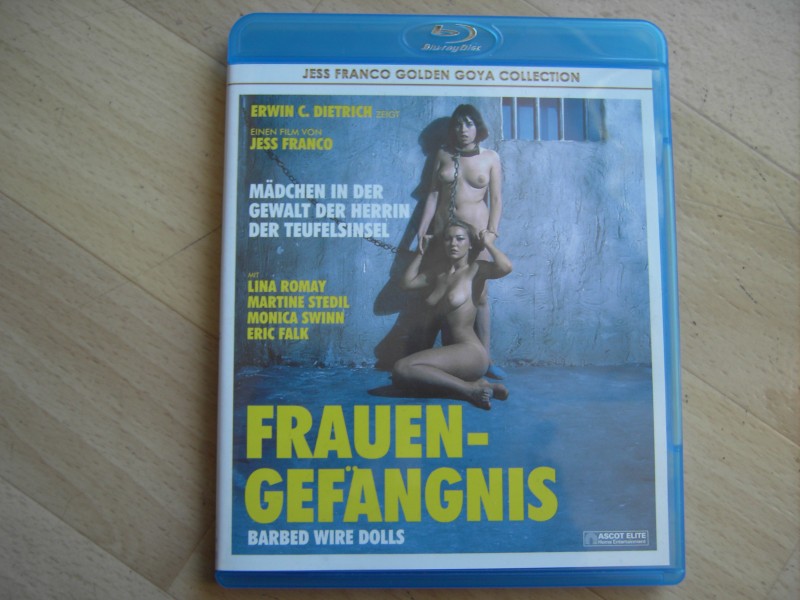 Blu-ray Disc
JESS FRANCO GOLDEN GOYA COLLECTION
ERWIN C. DIETRICH ZEIGT
EINEN FILM VON
JESS FRANCO
MÄDCHEN IN DER
GEWALT DER HERRIN
DER TEUFELSINSEL
MIT
LINA ROMAY
MARTINE STEDIL
MONICA SWINN
ERIC FALK
FRAUEN-
GEFÄNGNIS
BARBED WIRE DOLLS
ASCOT ELITE
Home Entertainment